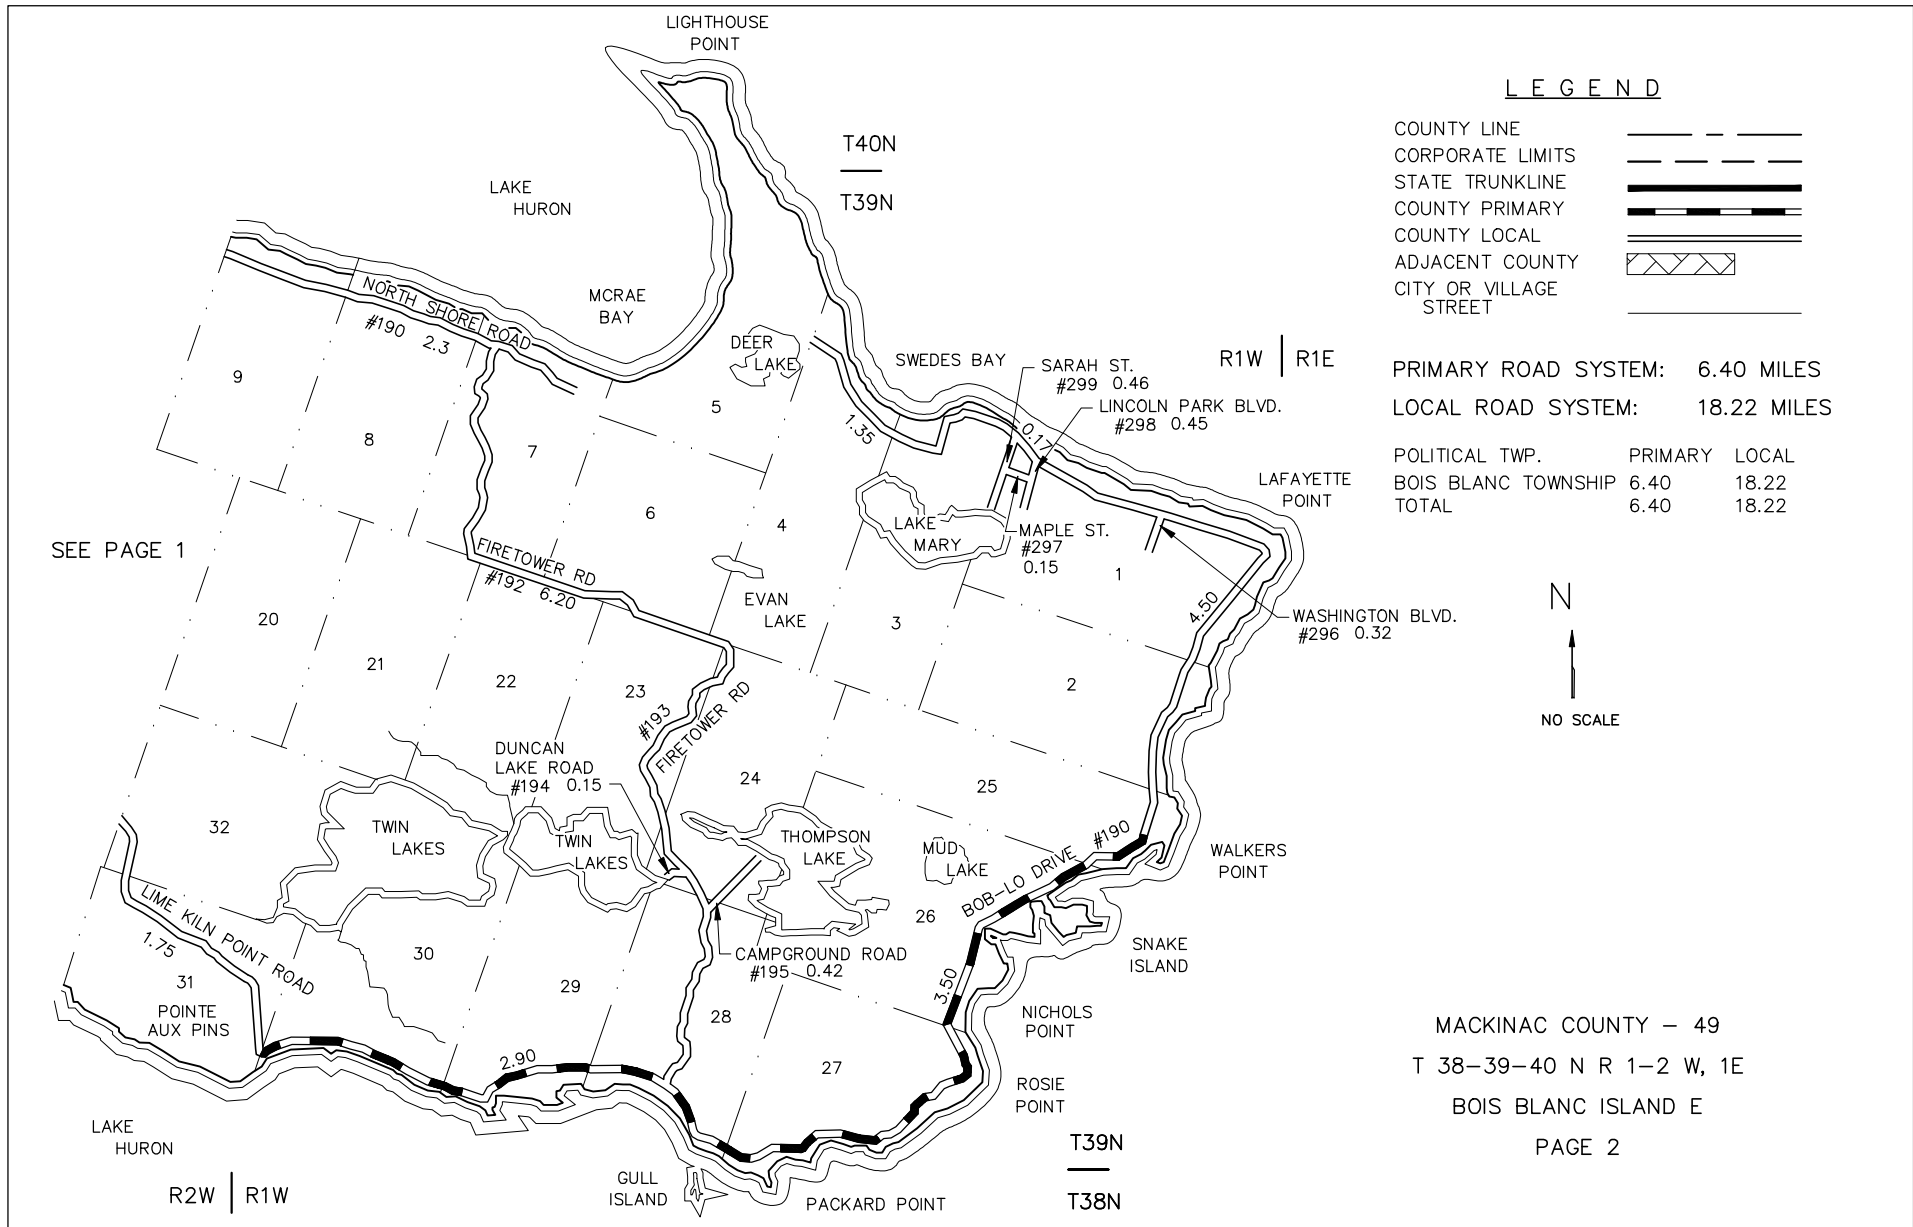 LIGHTHOUSE
POINT
LEGEND
COUNTY LINE
CORPORATE LIMITS
STATE TRUNKLINE
COUNTY PRIMARY
COUNTY LOCAL
ADJACENT COUNTY
CITY OR VILLAGE
STREET
T40N
T39N
LAKE
HURON
MCRAE
BAY
NORTH SHORE ROAD
#190 2.3
DEER
LAKE
SWEDES BAY
R1W R1E
SARAH ST.
#299 0.46
LINCOLN PARK BLVD.
#298 0.45
PRIMARY ROAD SYSTEM: 6.40 MILES
LOCAL ROAD SYSTEM: 18.22 MILES
POLITICAL TWP. PRIMARY LOCAL
BOIS BLANC TOWNSHIP 6.40 18.22
TOTAL 6.40 18.22
9
8
7
5
1.35
0.17
LAFAYETTE
POINT
6
4
LAKE
MARY
MAPLE ST.
#297
0.15
SEE PAGE 1
FIRETOWER RD
#192 6.20
1
EVAN
LAKE
4.50
WASHINGTON BLVD.
#296 0.32
N
NO SCALE
20
21
22
23
3
2
#193
FIRETOWER RD
DUNCAN
LAKE ROAD
#194 0.15
24
25
32
TWIN
LAKES
TWIN
LAKES
THOMPSON
LAKE
MUD
LAKE
#190
BOB-LO DRIVE
WALKERS
POINT
LIME KILN POINT ROAD
1.75
26
SNAKE
ISLAND
CAMPGROUND ROAD
#195 0.42
31
30
29
28
3.50
POINTE
AUX PINS
NICHOLS
POINT
2.90
27
ROSIE
POINT
LAKE
HURON
GULL
ISLAND
PACKARD POINT
R2W R1W
T39N
T38N
MACKINAC COUNTY - 49
T 38-39-40 N R 1-2 W, 1E
BOIS BLANC ISLAND E
PAGE 2